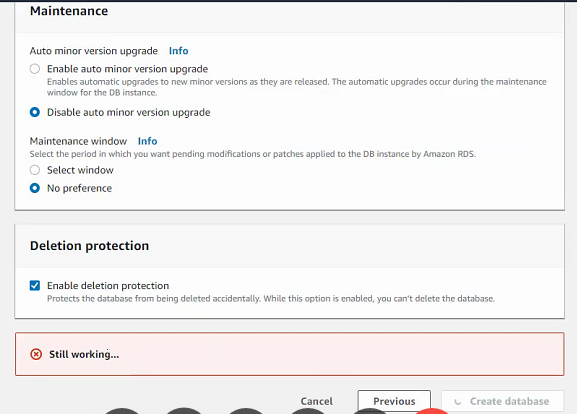 Maintenance
Auto minor version upgrade Info
Enable auto minor version upgrade
Enables automatic upgrades to new minor versions as they are released. The automatic upgrades occur during the maintenance
window for the DB instance.
Disable auto minor version upgrade
Maintenance window Info
Select the period in which you want pending modifications or patches applied to the DB instance by Amazon RDS.
Select window
No preference
Deletion protection
Enable deletion protection
Protects the database from being deleted accidentally. While this option is enabled, you can't delete the database.
Still working...
Cancel Previous Create database